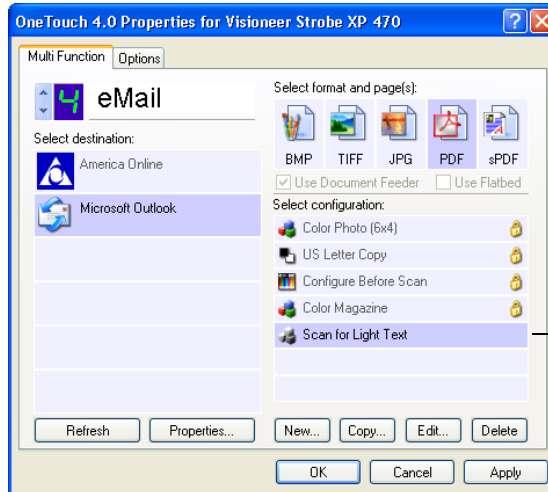 OneTouch 4.0 Properties for Visioneer Strobe XP 470
Multi Function Options
4 eMail
Select destination:
America Online
Microsoft Outlook
Refresh Properties...
Select format and page(s):
BMP TIFF JPG PDF sPDF
Use Document Feeder Use Flatbed
Select configuration:
Color Photo (6x4)
US Letter Copy
Configure Before Scan
Color Magazine
Scan for Light Text
New... Copy... Edit... Delete
OK Cancel Apply